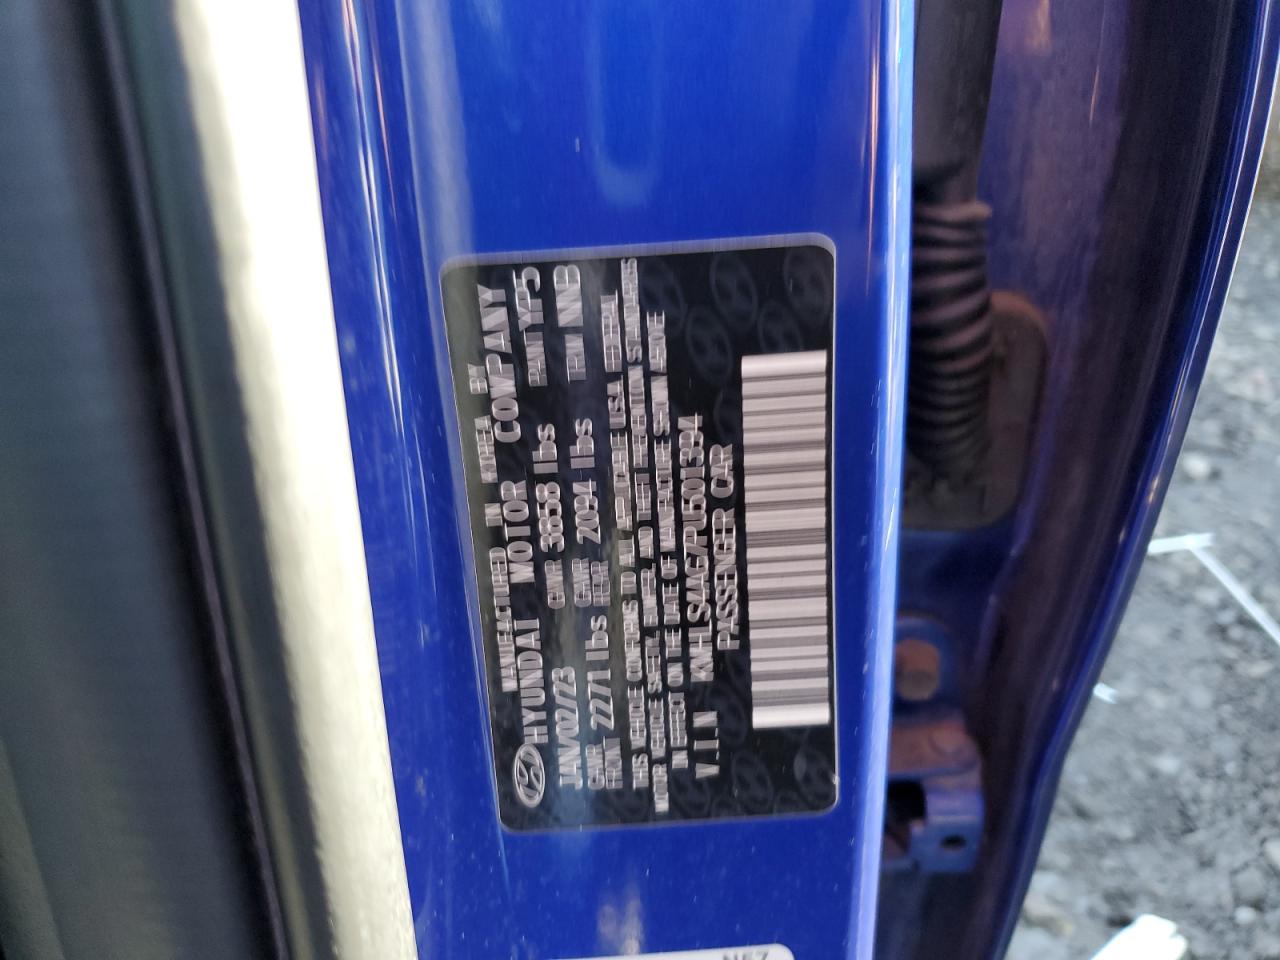 MANUFACTURED IN KOREA BY
HYUNDAI MOTOR COMPANY
JAN/02/23 GVWR 3858 lbs PAINT YP5
GAWR FRONT 2271 lbs GAWR REAR 2094 lbs TRIM NNB
THIS VEHICLE CONFORMS TO ALL APPLICABLE U.S.A. FEDERAL
MOTOR VEHICLE SAFETY, BUMPER, AND THEFT PREVENTION STANDARDS
IN EFFECT ON THE DATE OF MANUFACTURE SHOWN ABOVE
V.I.N
PASSENGER CAR